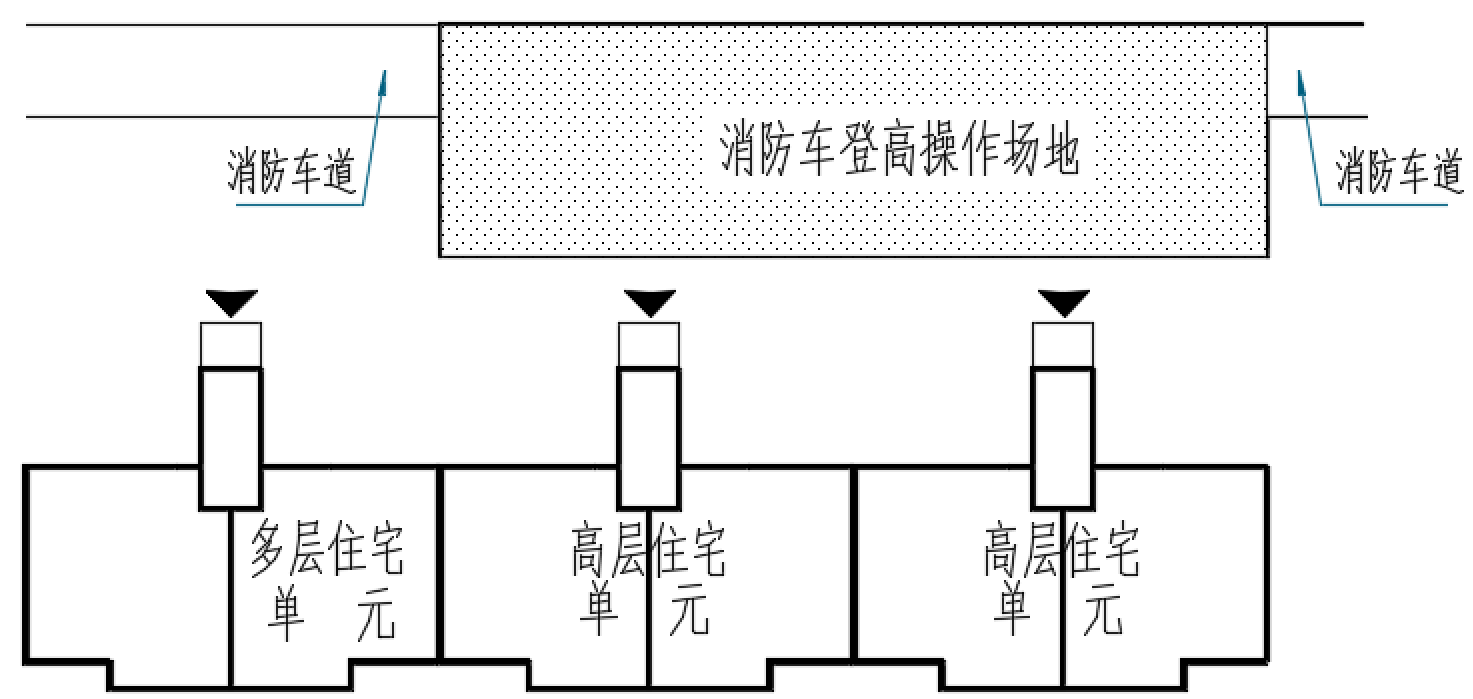 消防车登高操作场地
消防车道
消防车道
多层住宅
单 元
高层住宅
单 元
高层住宅
单 元